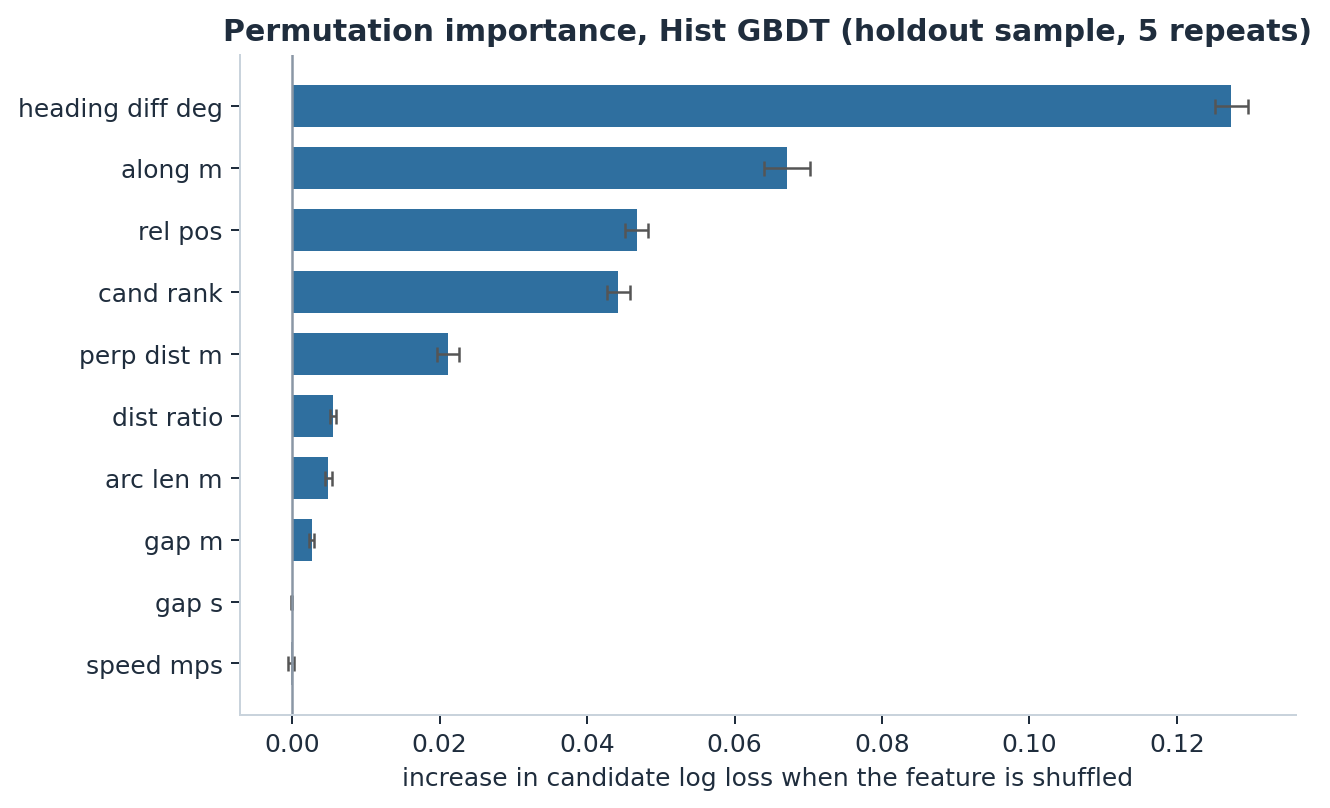 Permutation importance, Hist GBDT (holdout sample, 5 repeats)
heading diff deg
along m
rel pos
cand rank
perp dist m
dist ratio
arc len m
gap m
gap s
speed mps
0.00 0.02 0.04 0.06 0.08 0.10 0.12
increase in candidate log loss when the feature is shuffled